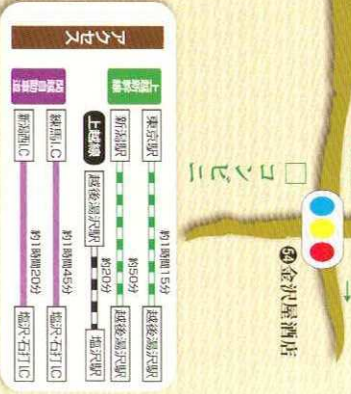 コンビニ
金沢屋酒店
アクセス
上越新幹線
東京駅 約1時間15分 越後湯沢駅
新潟駅 約50分 越後湯沢駅
上越線
越後湯沢駅 約20分 塩沢駅
関越自動車道
練馬I.C 約1時間45分 塩沢・石打I.C
新潟西I.C 約1時間20分 塩沢・石打I.C